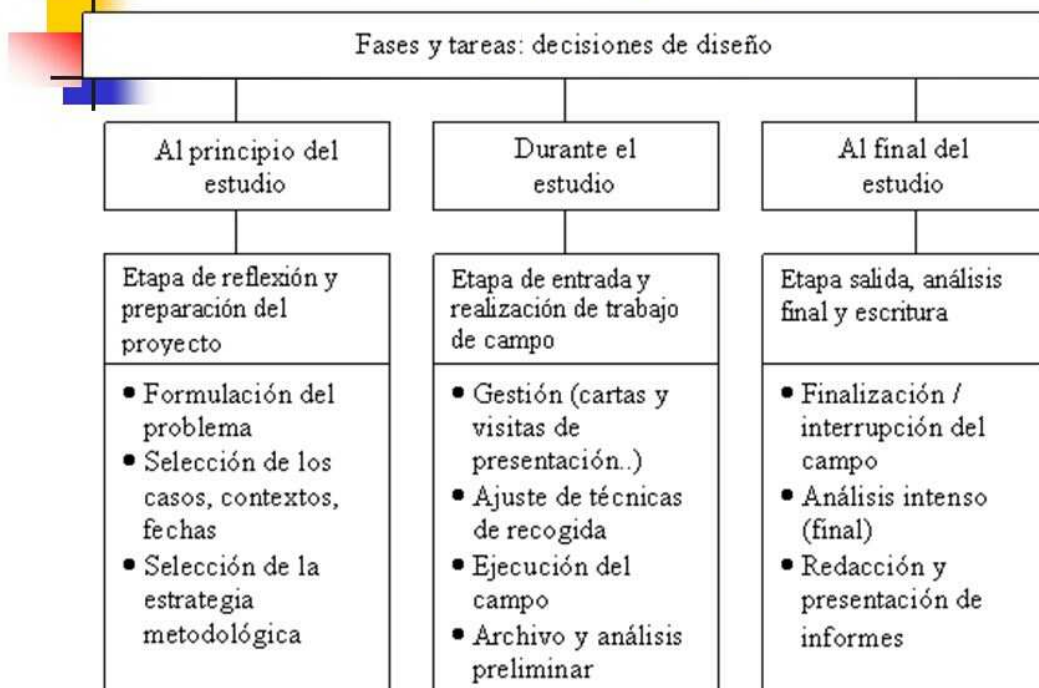 Fases y tareas: decisiones de diseño
Al principio del
estudio
Etapa de reflexión y
preparación del
proyecto
• Formulación del
problema
• Selección de los
casos, contextos,
fechas
• Selección de la
estrategia
metodológica
Durante el
estudio
Etapa de entrada y
realización de trabajo
de campo
• Gestión (cartas y
visitas de
presentación..)
• Ajuste de técnicas
de recogida
• Ejecución del
campo
• Archivo y análisis
preliminar
Al final del
estudio
Etapa salida, análisis
final y escritura
• Finalización /
interrupción del
campo
• Análisis intenso
(final)
• Redacción y
presentación de
informes